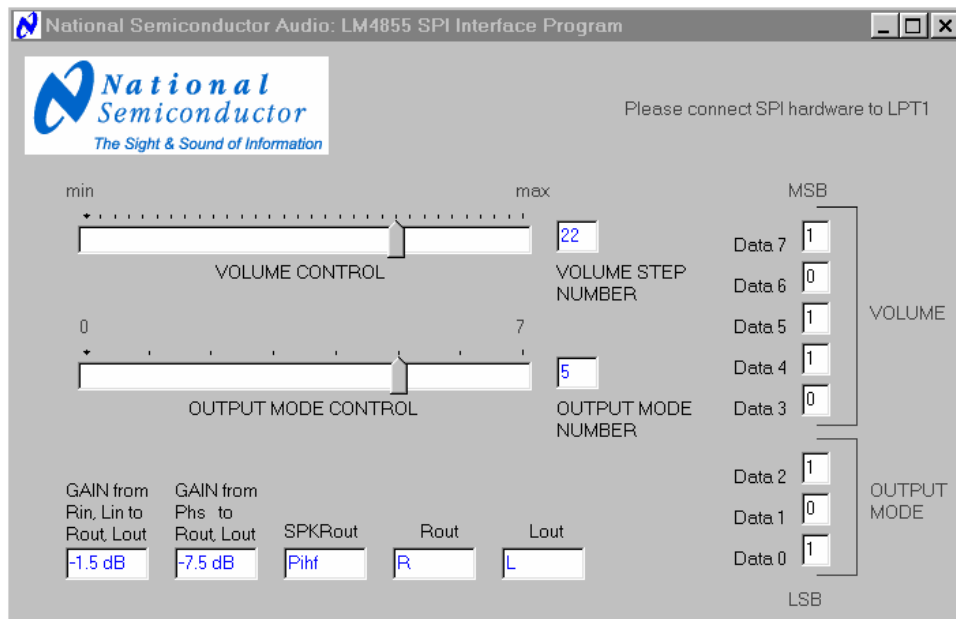 National Semiconductor Audio: LM4855 SPI Interface Program
National
Semiconductor
The Sight & Sound of Information
Please connect SPI hardware to LPT1
min
max
22
VOLUME CONTROL
VOLUME STEP
NUMBER
0
7
5
OUTPUT MODE CONTROL
OUTPUT MODE
NUMBER
MSB
Data 7 1
Data 6 0
Data 5 1
Data 4 1
Data 3 0
VOLUME
Data 2 1
Data 1 0
Data 0 1
OUTPUT
MODE
LSB
GAIN from
Rin, Lin to
Rout, Lout
-1.5 dB
GAIN from
Phs to
Rout, Lout
-7.5 dB
SPKRout
Pihf
Rout
R
Lout
L